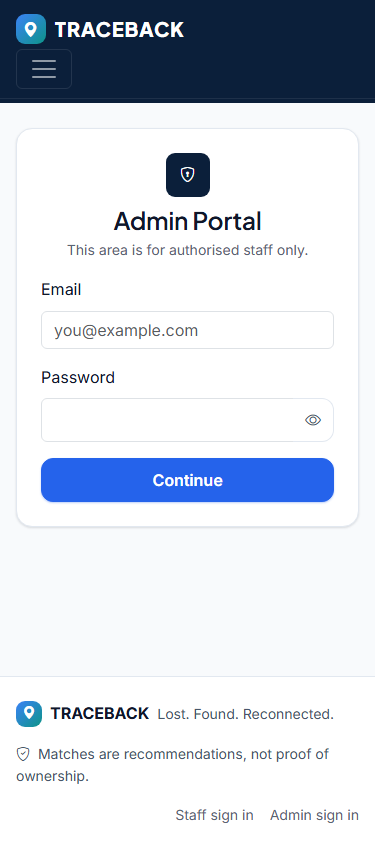 TRACEBACK
Admin Portal
This area is for authorised staff only.
Email
you@example.com
Password
Continue
TRACEBACK Lost. Found. Reconnected.
Matches are recommendations, not proof of
ownership.
Staff sign in Admin sign in